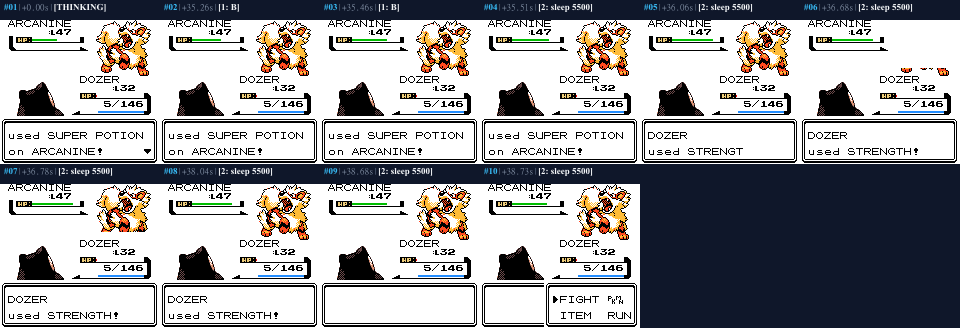 #01|+0.00s|[THINKING]
ARCANINE
:L47
HP:
DOZER
:L32
HP:
5/146
used SUPER POTION
on ARCANINE!
#02|+35.26s|[1: B]
ARCANINE
:L47
HP:
DOZER
:L32
HP:
5/146
used SUPER POTION
on ARCANINE!
#03|+35.46s|[1: B]
ARCANINE
:L47
HP:
DOZER
:L32
HP:
5/146
used SUPER POTION
on ARCANINE!
#04|+35.51s|[2: sleep 5500]
ARCANINE
:L47
HP:
DOZER
:L32
HP:
5/146
used SUPER POTION
on ARCANINE!
#05|+36.06s|[2: sleep 5500]
ARCANINE
:L47
HP:
DOZER
:L32
HP:
5/146
DOZER
used STRENGT
#06|+36.68s|[2: sleep 5500]
ARCANINE
:L47
HP:
DOZER
:L32
HP:
5/146
DOZER
used STRENGTH!
#07|+36.78s|[2: sleep 5500]
ARCANINE
:L47
HP:
DOZER
:L32
HP:
5/146
DOZER
used STRENGTH!
#08|+38.04s|[2: sleep 5500]
ARCANINE
:L47
HP:
DOZER
:L32
HP:
5/146
DOZER
used STRENGTH!
#09|+38.68s|[2: sleep 5500]
ARCANINE
:L47
HP:
DOZER
:L32
HP:
5/146
#10|+38.73s|[2: sleep 5500]
ARCANINE
:L47
HP:
DOZER
:L32
HP:
5/146
FIGHT PKMN
ITEM RUN